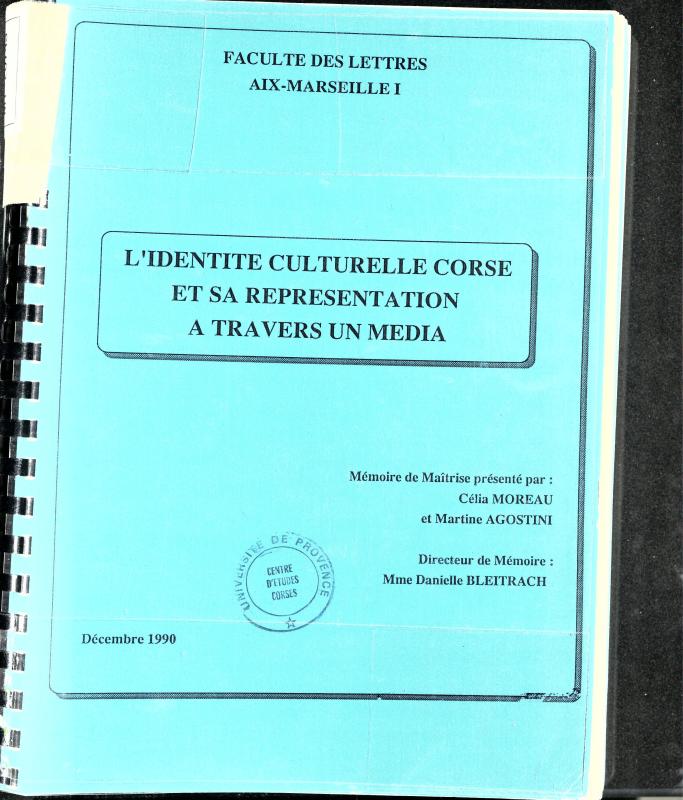 FACULTE DES LETTRES
AIX-MARSEILLE I
L'IDENTITE CULTURELLE CORSE
ET SA REPRESENTATION
A TRAVERS UN MEDIA
Mémoire de Maîtrise présenté par :
Célia MOREAU
et Martine AGOSTINI
Directeur de Mémoire :
Mme Danielle BLEITRACH
UNIVERSITE DE PROVENCE
CENTRE
D'ETUDES
CORSES
Décembre 1990